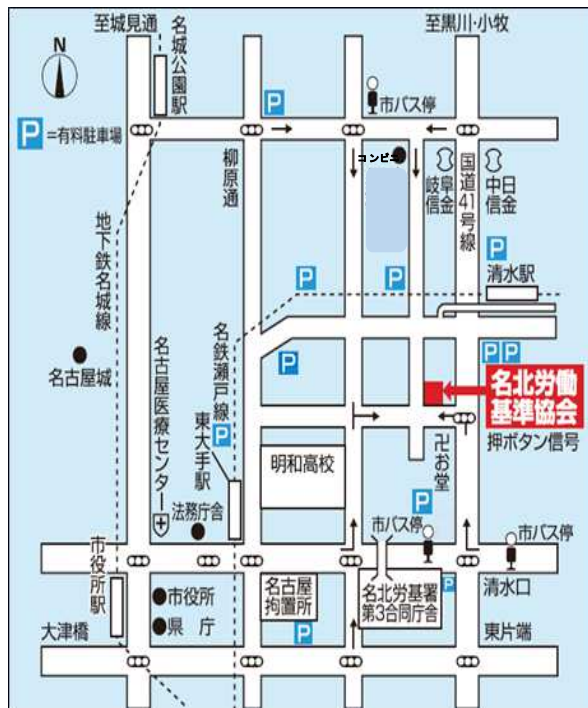 至城見通
至黒川・小牧
N
名城公園駅
P
市バス停
P=有料駐車場
柳原通
コンビニ
岐阜信金
国道41号線
中日信金
地下鉄名城線
P
清水駅
P
P
名古屋城
名古屋医療センター
名鉄瀬戸線
P
東大手駅
P
P P
名北労働
基準協会
押ボタン信号
明和高校
卍お堂
法務庁舎
P
市バス停
市バス停
市役所駅
市役所
県庁
名古屋
拘置所
名北労基署
第3合同庁舎
P
清水口
大津橋
P
東片端